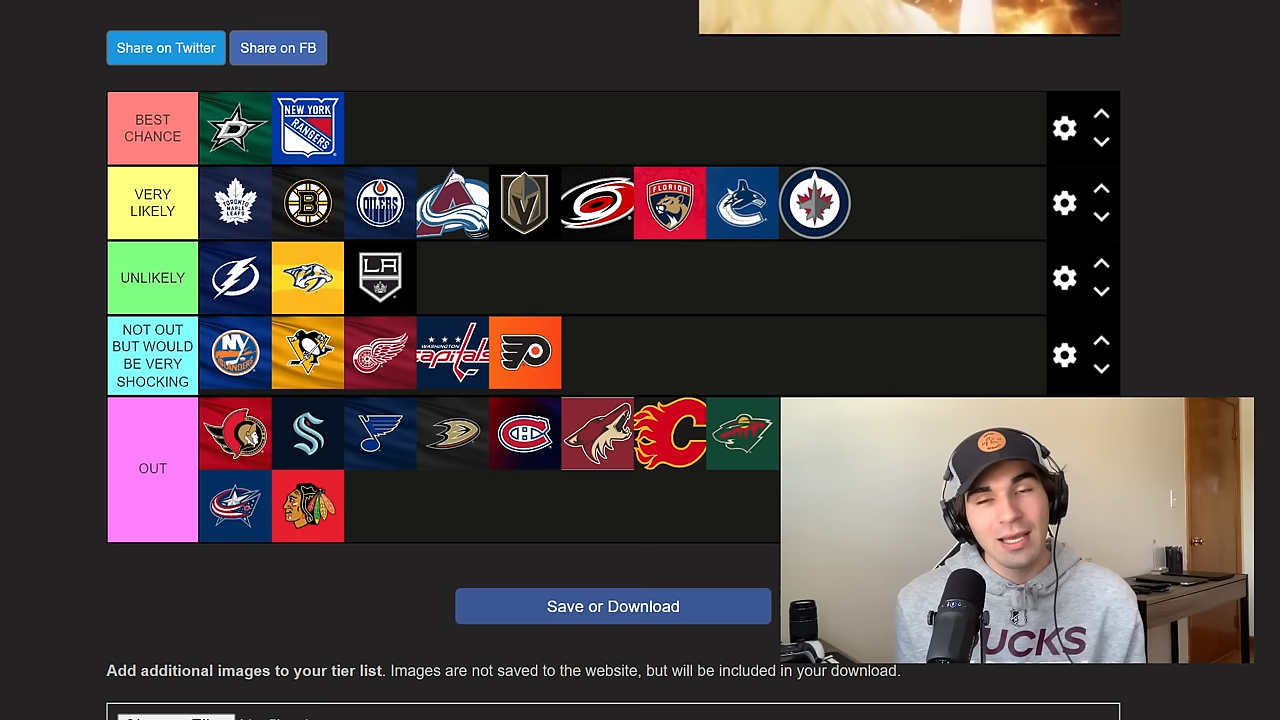 Share on Twitter
Share on FB
BEST
CHANCE
NEW YORK
RANGERS
VERY
LIKELY
TORONTO
MAPLE
LEAFS
B
OILERS
A
FLORIDA
UNLIKELY
LA
NOT OUT
BUT WOULD
BE VERY
SHOCKING
NY
ISLANDERS
WASHINGTON
capitals
OUT
Save or Download
UCKS
Add additional images to your tier list. Images are not saved to the website, but will be included in your download.